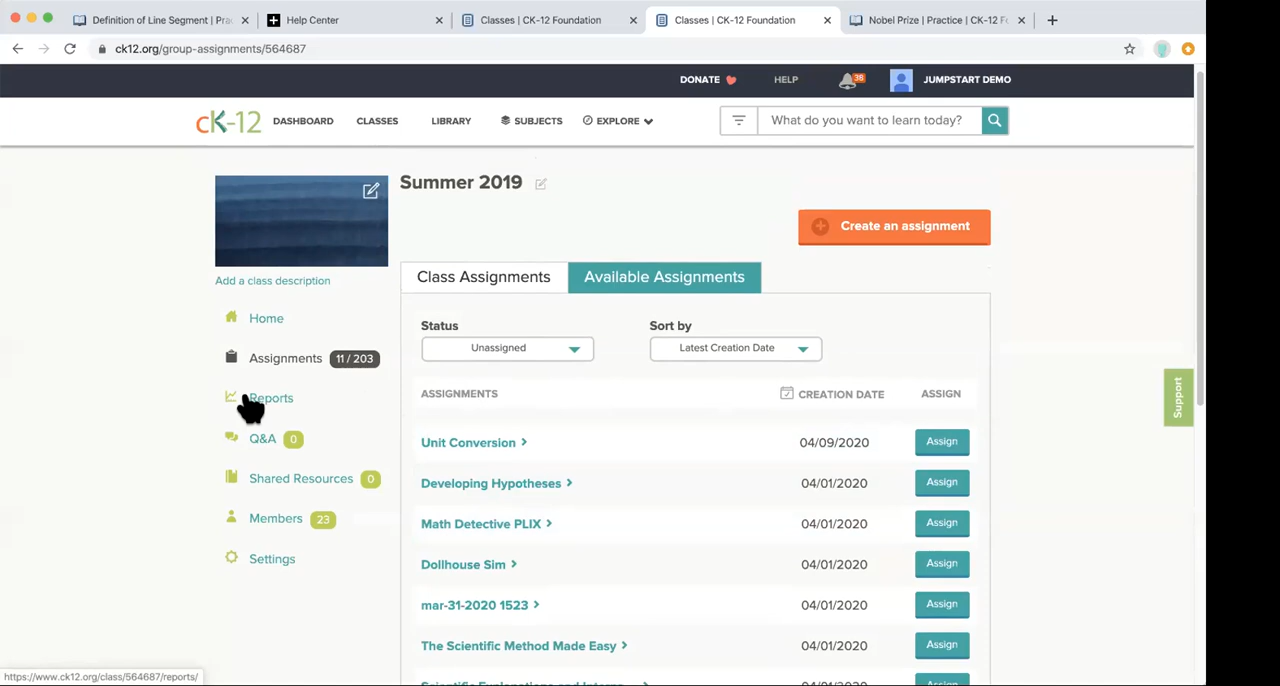 Definition of Line Segment | Pra
Help Center
Classes | CK-12 Foundation
Classes | CK-12 Foundation
Nobel Prize | Practice | CK-12 F
ck12.org/group-assignments/564687
DONATE
HELP
36
JUMPSTART DEMO
cK-12
DASHBOARD
CLASSES
LIBRARY
SUBJECTS
EXPLORE
What do you want to learn today?
Summer 2019
Create an assignment
Add a class description
Class Assignments
Available Assignments
Home
Status
Sort by
Unassigned
Latest Creation Date
Assignments 11 / 203
ASSIGNMENTS
CREATION DATE
ASSIGN
Reports
Support
Q&A 0
Unit Conversion >
04/09/2020
Assign
Shared Resources 0
Developing Hypotheses >
04/01/2020
Assign
Members 23
Math Detective PLIX >
04/01/2020
Assign
Settings
Dollhouse Sim >
04/01/2020
Assign
mar-31-2020 1523 >
04/01/2020
Assign
The Scientific Method Made Easy >
04/01/2020
Assign
https://www.ck12.org/class/564687/reports/